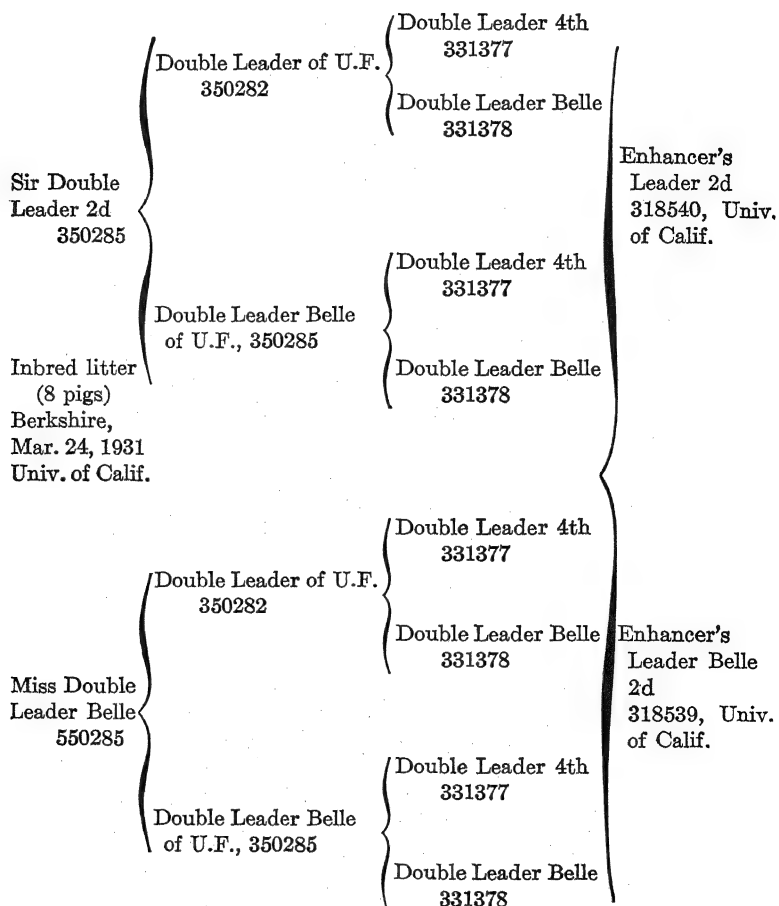 Double Leader 4th
331377
Double Leader of U.F.
350282
Double Leader Belle
331378
Sir Double
Leader 2d
350285
Double Leader 4th
331377
Double Leader Belle
of U.F., 350285
Double Leader Belle
331378
Inbred litter
(8 pigs)
Berkshire,
Mar. 24, 1931
Univ. of Calif.
Enhancer's
Leader 2d
318540, Univ.
of Calif.
Double Leader 4th
331377
Double Leader of U.F.
350282
Double Leader Belle
331378
Miss Double
Leader Belle
550285
Double Leader 4th
331377
Double Leader Belle
of U.F., 350285
Double Leader Belle
331378
Enhancer's
Leader Belle
2d
318539, Univ.
of Calif.